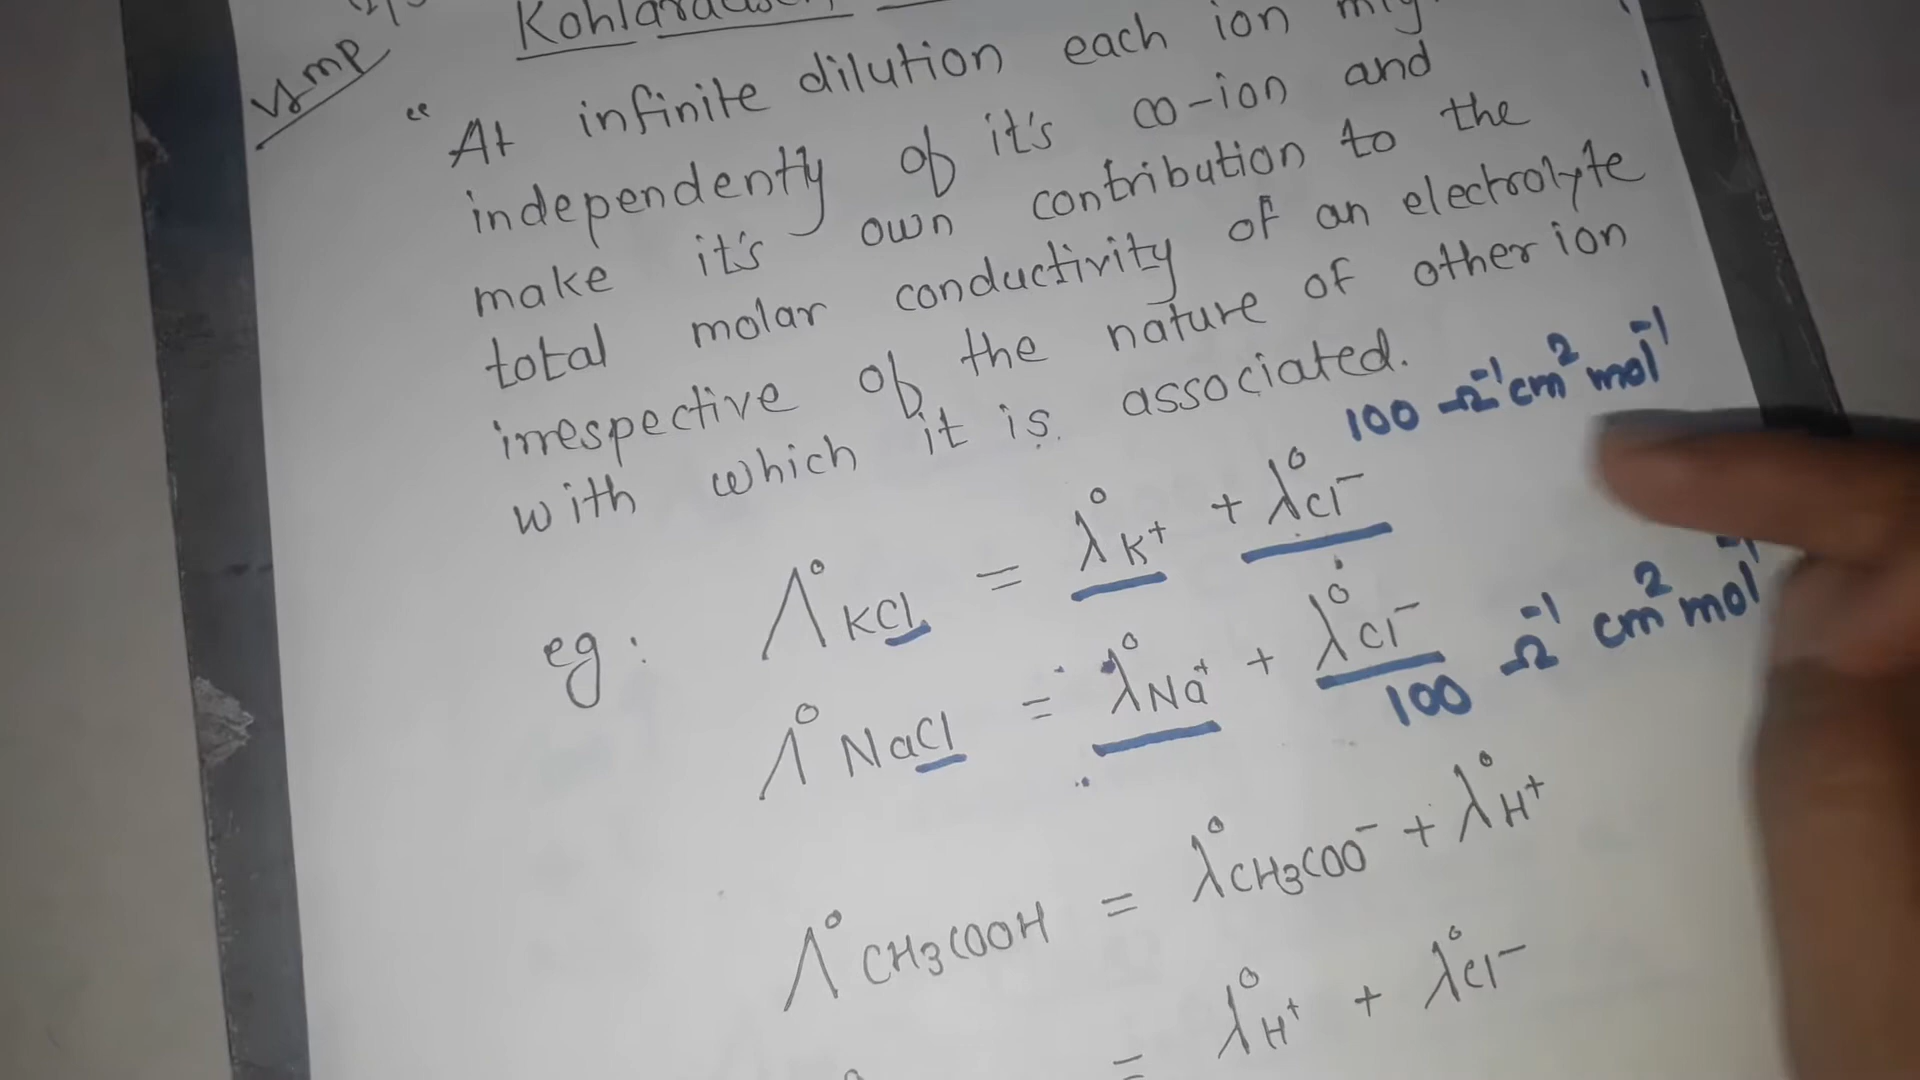 VImp
At infinite dilution each ion
independently of it's co-ion and
make it's own contribution to the
total molar conductivity of an electrolyte
irrespective of the nature of other ion
with which it is associated.
100 Ω⁻¹ cm² mol⁻¹
eg: Λ° KCl = λ° K⁺ + λ° Cl⁻
Λ° NaCl = λ° Na⁺ + λ° Cl⁻
100 Ω⁻¹ cm² mol⁻¹
Λ° CH3COOH = λ° CH3COO⁻ + λ° H⁺
= λ° H⁺ + λ° Cl⁻